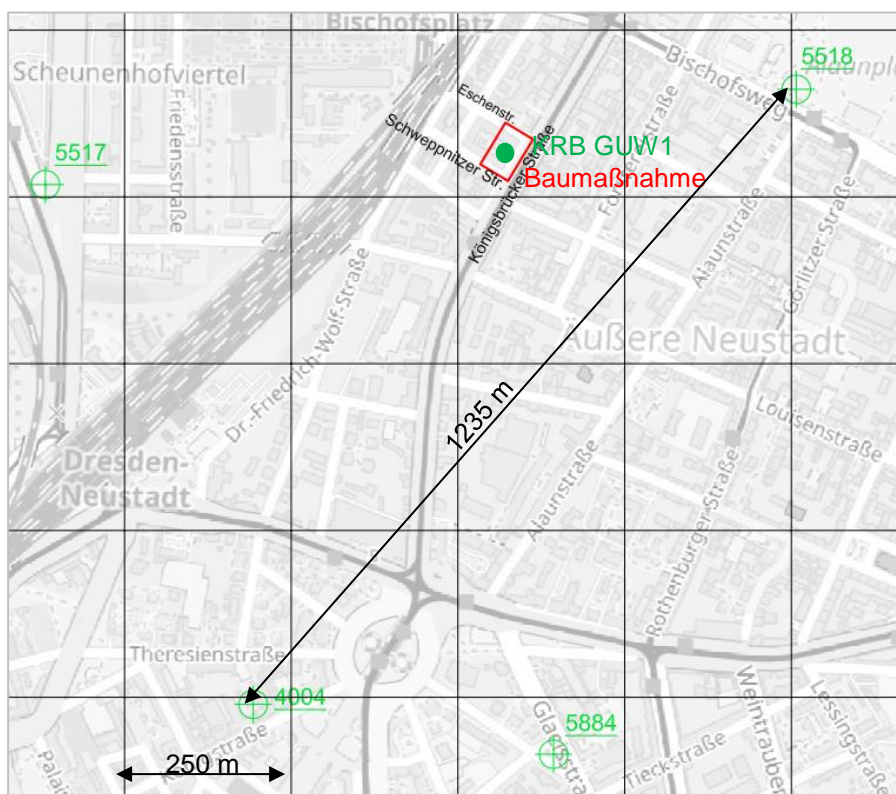 Bischofsplatz
5518
Scheunenhofviertel
Bischofsweg
Eschenstr.
Friedensstraße
5517
Schweppnitzer Str.
KRB GUW1
Baumaßnahme
Königsbrücker Straße
Alaunstraße
Görlitzer Straße
Äußere Neustadt
Dr.-Friedrich-Wolf-Straße
1235 m
Louisenstraße
Dresden-
Neustadt
Alaunstraße
Rothenburger Straße
Theresienstraße
4004
5884
250 m
Tieckstraße
Lessingstraße